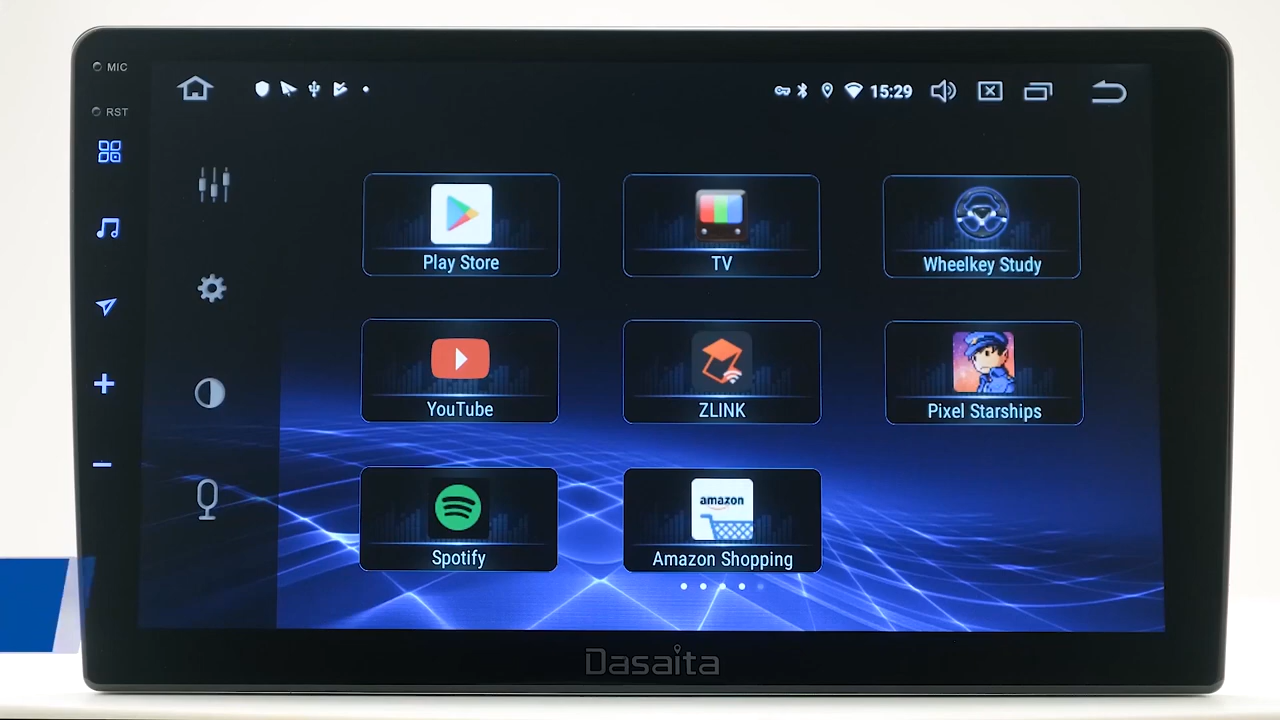 MIC
15:29
RST
Play Store
TV
Wheelkey Study
YouTube
ZLINK
Pixel Starships
Spotify
amazon
Amazon Shopping
Dasaita